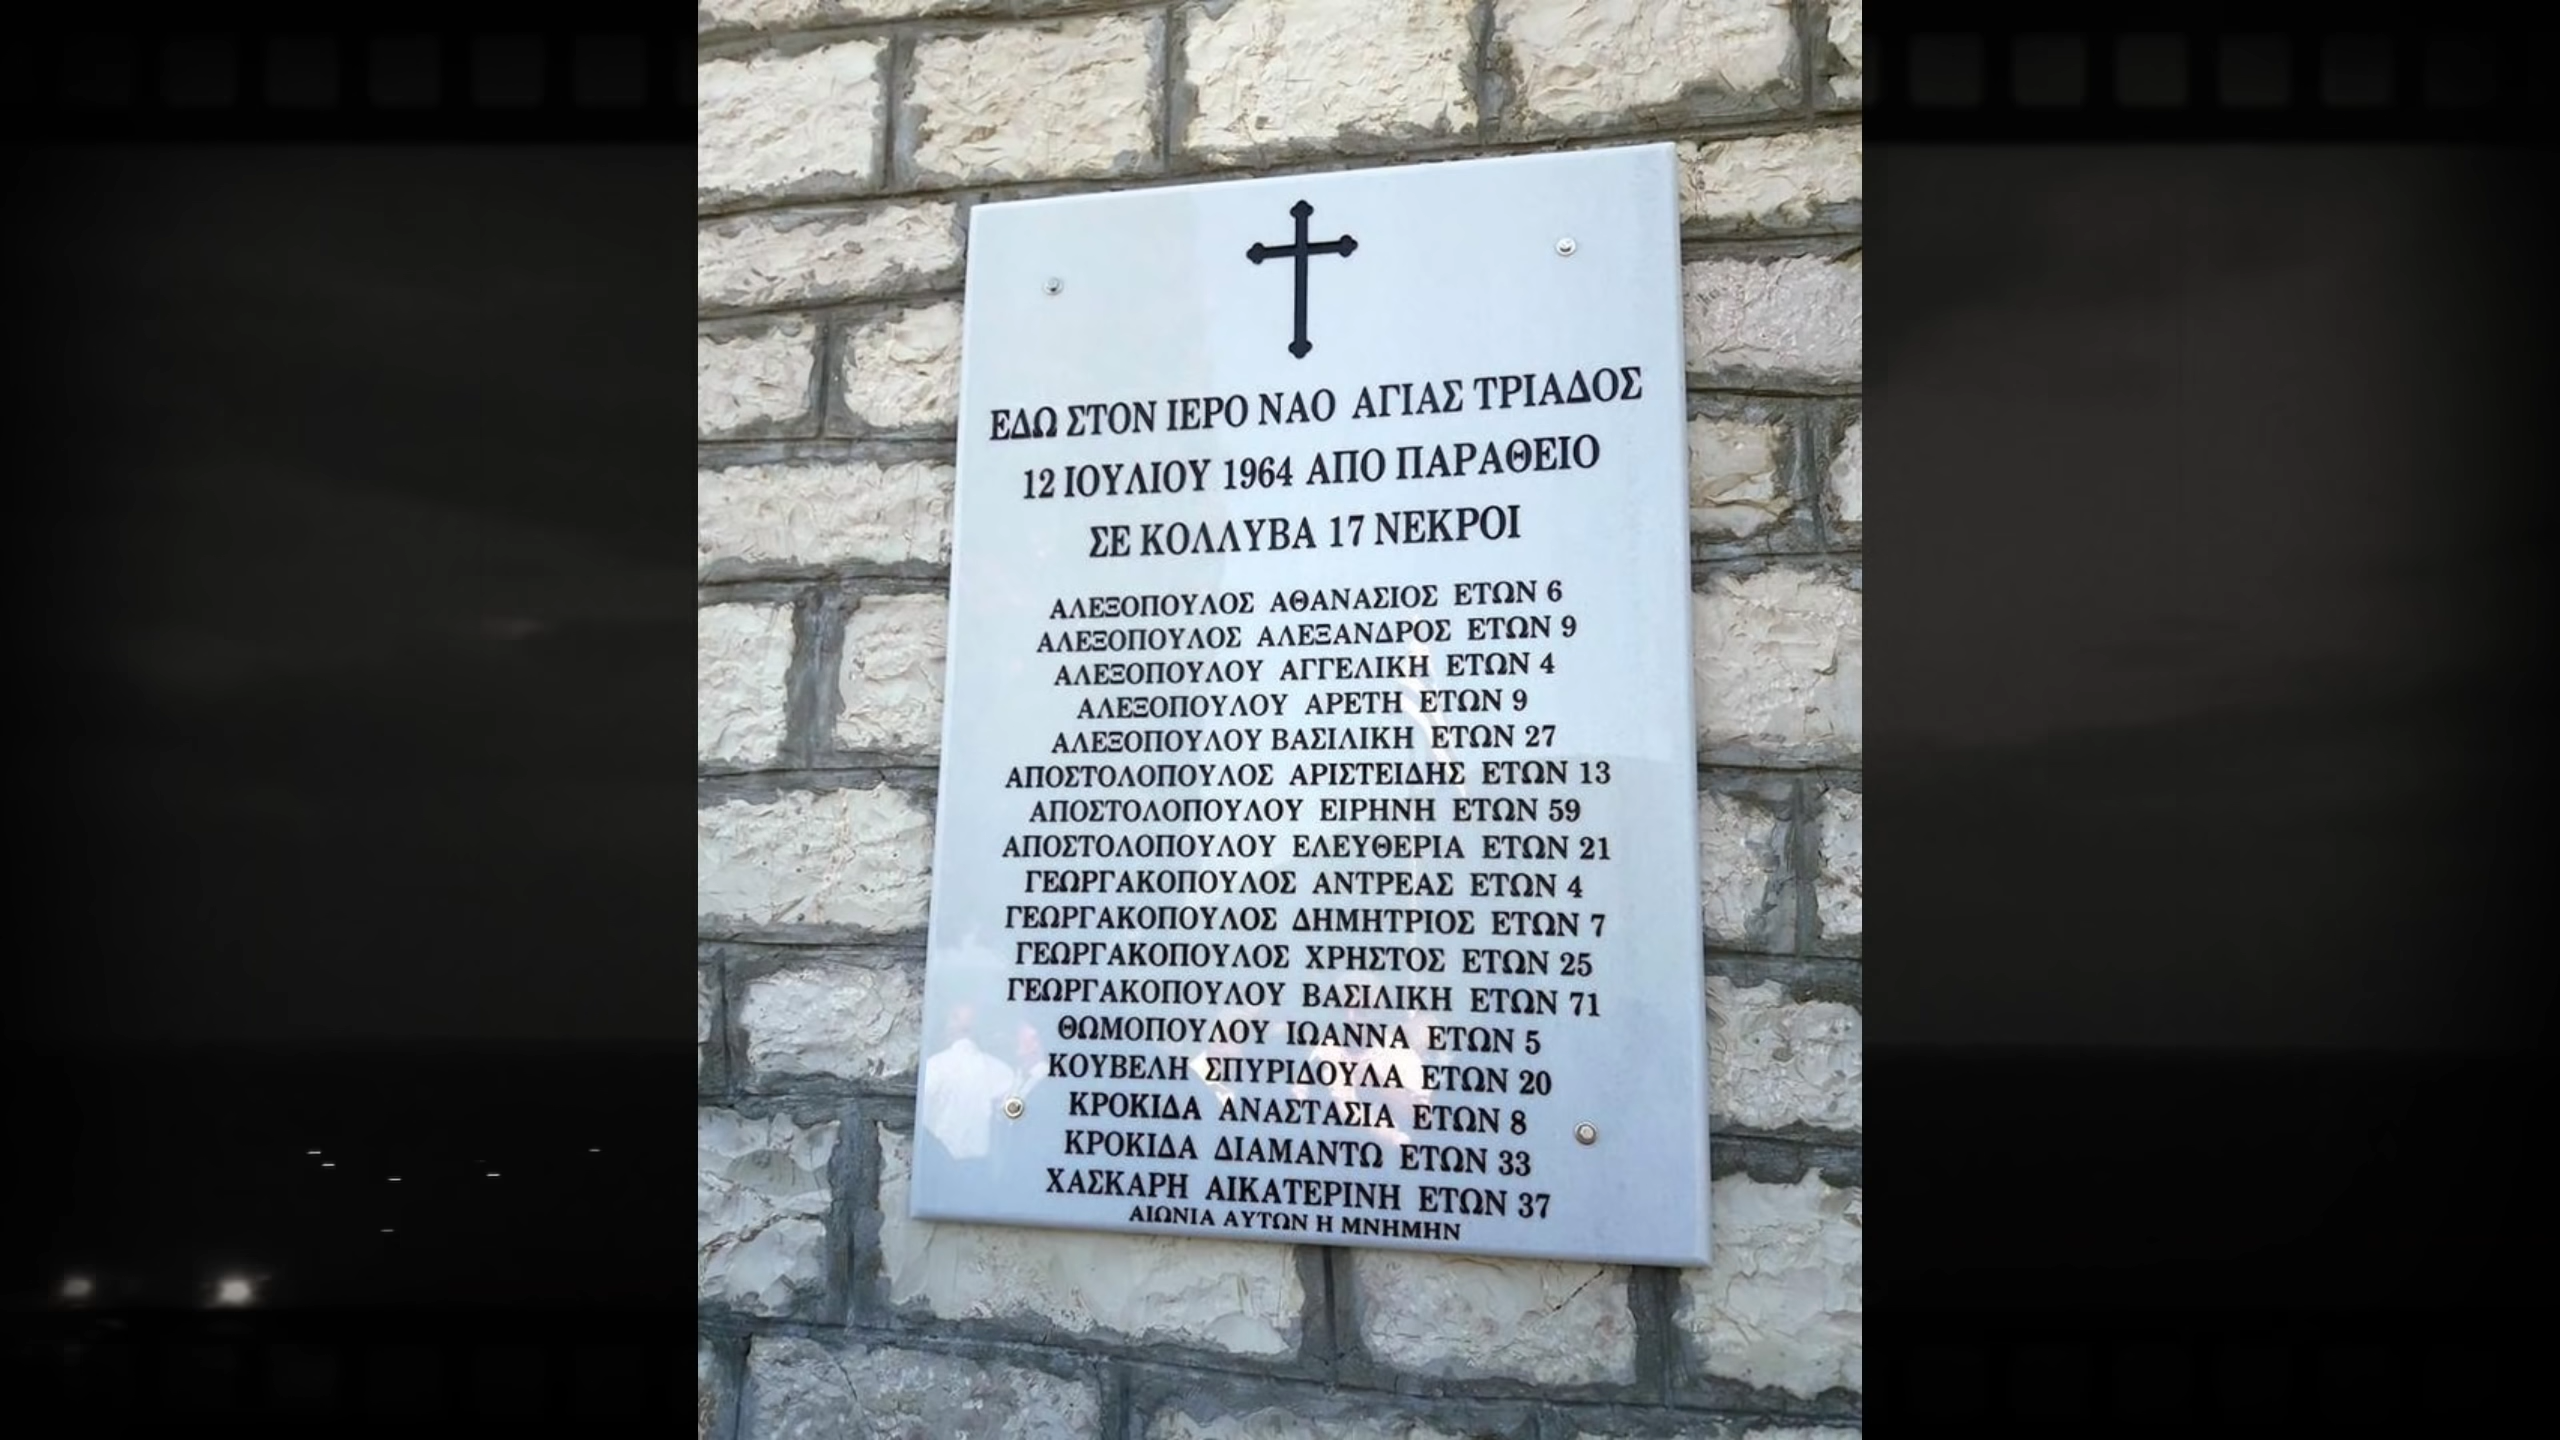 ΕΔΩ ΣΤΟΝ ΙΕΡΟ ΝΑΟ ΑΓΙΑΣ ΤΡΙΑΔΟΣ
12 ΙΟΥΛΙΟΥ 1964 ΑΠΟ ΠΑΡΑΘΕΙΟ
ΣΕ ΚΟΛΛΥΒΑ 17 ΝΕΚΡΟΙ
ΑΛΕΞΟΠΟΥΛΟΣ ΑΘΑΝΑΣΙΟΣ ΕΤΩΝ 6
ΑΛΕΞΟΠΟΥΛΟΣ ΑΛΕΞΑΝΔΡΟΣ ΕΤΩΝ 9
ΑΛΕΞΟΠΟΥΛΟΥ ΑΓΓΕΛΙΚΗ ΕΤΩΝ 4
ΑΛΕΞΟΠΟΥΛΟΥ ΑΡΕΤΗ ΕΤΩΝ 9
ΑΛΕΞΟΠΟΥΛΟΥ ΒΑΣΙΛΙΚΗ ΕΤΩΝ 27
ΑΠΟΣΤΟΛΟΠΟΥΛΟΣ ΑΡΙΣΤΕΙΔΗΣ ΕΤΩΝ 13
ΑΠΟΣΤΟΛΟΠΟΥΛΟΥ ΕΙΡΗΝΗ ΕΤΩΝ 59
ΑΠΟΣΤΟΛΟΠΟΥΛΟΥ ΕΛΕΥΘΕΡΙΑ ΕΤΩΝ 21
ΓΕΩΡΓΑΚΟΠΟΥΛΟΣ ΑΝΤΡΕΑΣ ΕΤΩΝ 4
ΓΕΩΡΓΑΚΟΠΟΥΛΟΣ ΔΗΜΗΤΡΙΟΣ ΕΤΩΝ 7
ΓΕΩΡΓΑΚΟΠΟΥΛΟΣ ΧΡΗΣΤΟΣ ΕΤΩΝ 25
ΓΕΩΡΓΑΚΟΠΟΥΛΟΥ ΒΑΣΙΛΙΚΗ ΕΤΩΝ 71
ΘΩΜΟΠΟΥΛΟΥ ΙΩΑΝΝΑ ΕΤΩΝ 5
ΚΟΥΒΕΛΗ ΣΠΥΡΙΔΟΥΛΑ ΕΤΩΝ 20
ΚΡΟΚΙΔΑ ΑΝΑΣΤΑΣΙΑ ΕΤΩΝ 8
ΚΡΟΚΙΔΑ ΔΙΑΜΑΝΤΩ ΕΤΩΝ 33
ΧΑΣΚΑΡΗ ΑΙΚΑΤΕΡΙΝΗ ΕΤΩΝ 37
ΑΙΩΝΙΑ ΑΥΤΩΝ Η ΜΝΗΜΗΝ